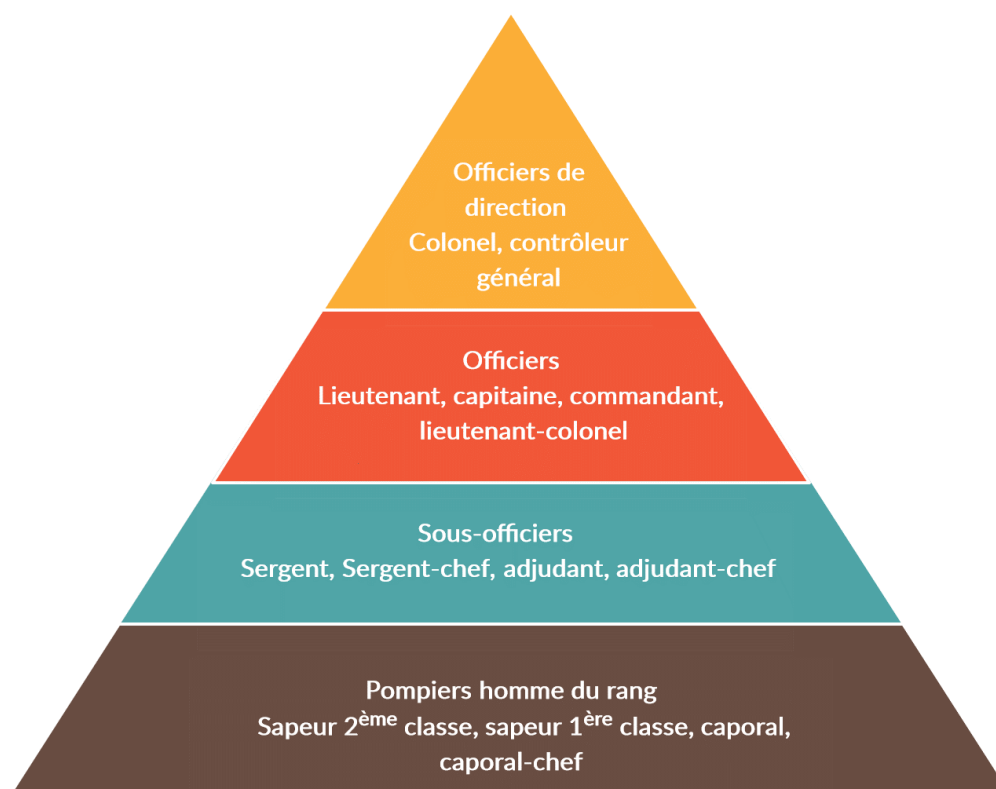 Officiers de
direction
Colonel, contrôleur
général
Officiers
Lieutenant, capitaine, commandant,
lieutenant-colonel
Sous-officiers
Sergent, Sergent-chef, adjudant, adjudant-chef
Pompiers homme du rang
Sapeur 2ème classe, sapeur 1ère classe, caporal,
caporal-chef